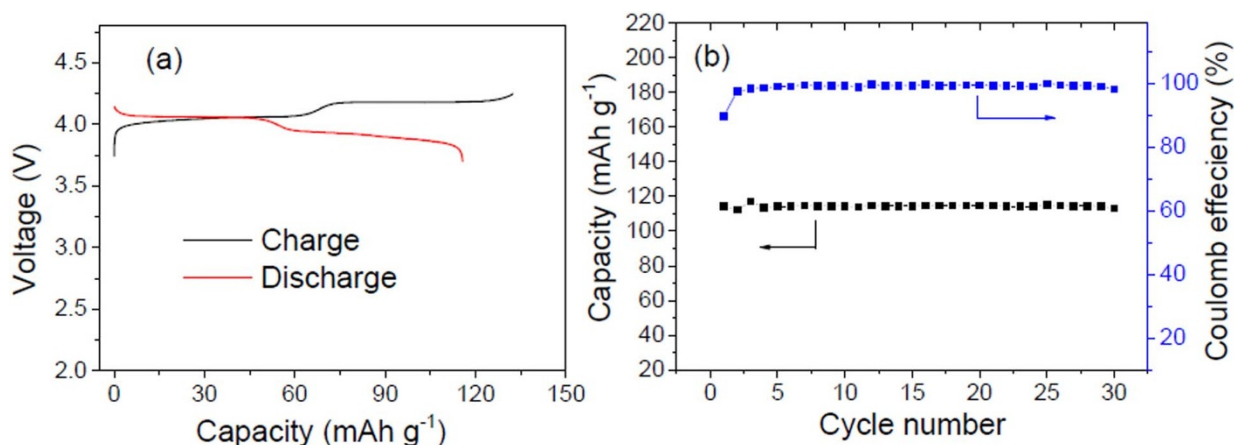 (a)
4.5
4.0
3.5
3.0
2.5
2.0
Voltage (V)
Charge
Discharge
0 30 60 90 120 150
Capacity (mAh g-1)
(b)
220
200
180
160
140
120
100
80
60
40
20
Capacity (mAh g-1)
100
80
60
40
20
Coulomb effeciency (%)
0 5 10 15 20 25 30
Cycle number